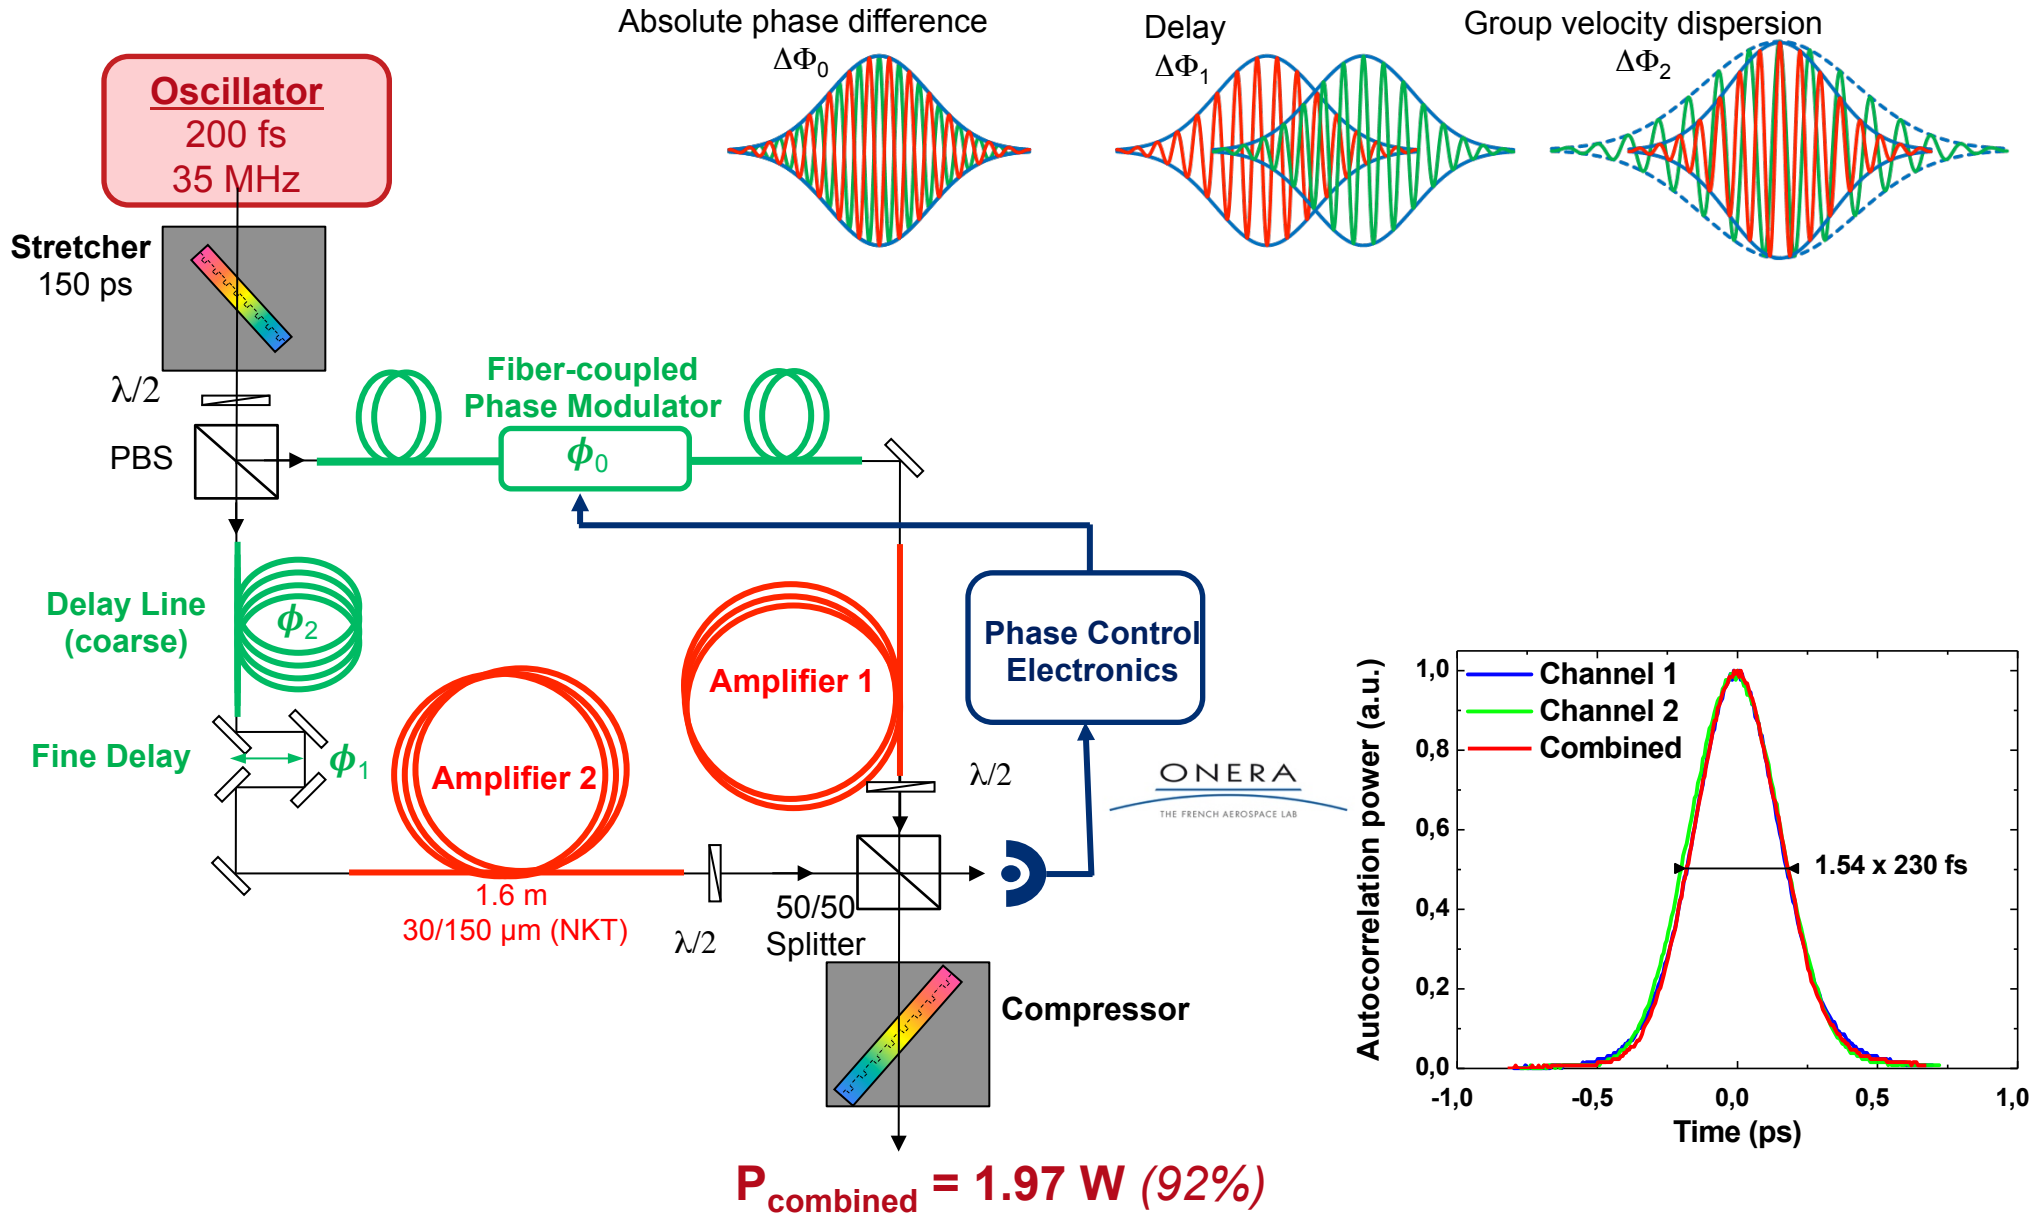 Absolute phase difference
ΔΦ0
Delay
ΔΦ1
Group velocity dispersion
ΔΦ2
Oscillator
200 fs
35 MHz
Stretcher
150 ps
λ/2
PBS
Fiber-coupled
Phase Modulator
ϕ0
Delay Line
(coarse)
ϕ2
Fine Delay
ϕ1
Amplifier 1
Amplifier 2
1.6 m
30/150 µm (NKT)
λ/2
λ/2
50/50
Splitter
Phase Control
Electronics
ONERA
THE FRENCH AEROSPACE LAB
Compressor
Pcombined = 1.97 W (92%)
Autocorrelation power (a.u.)
1,0
0,8
0,6
0,4
0,2
0,0
Channel 1
Channel 2
Combined
1.54 x 230 fs
-1,0
-0,5
0,0
0,5
1,0
Time (ps)